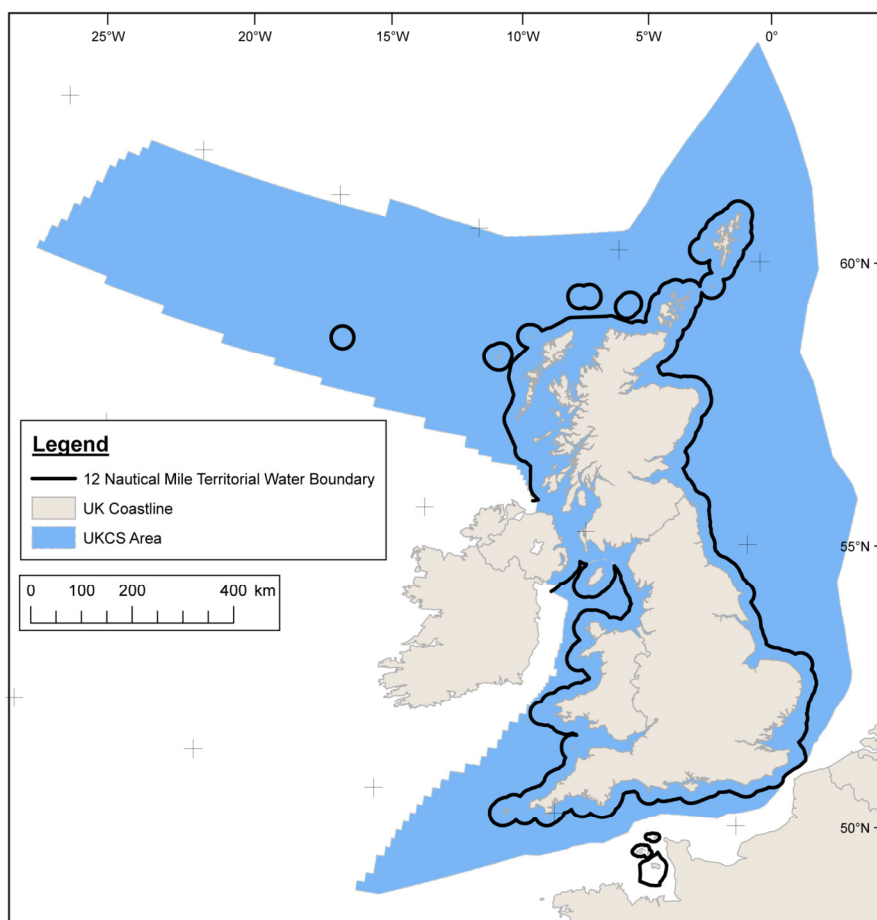 25°W 20°W 15°W 10°W 5°W 0°
60°N
Legend
12 Nautical Mile Territorial Water Boundary
UK Coastline
UKCS Area
55°N
0 100 200 400 km
50°N